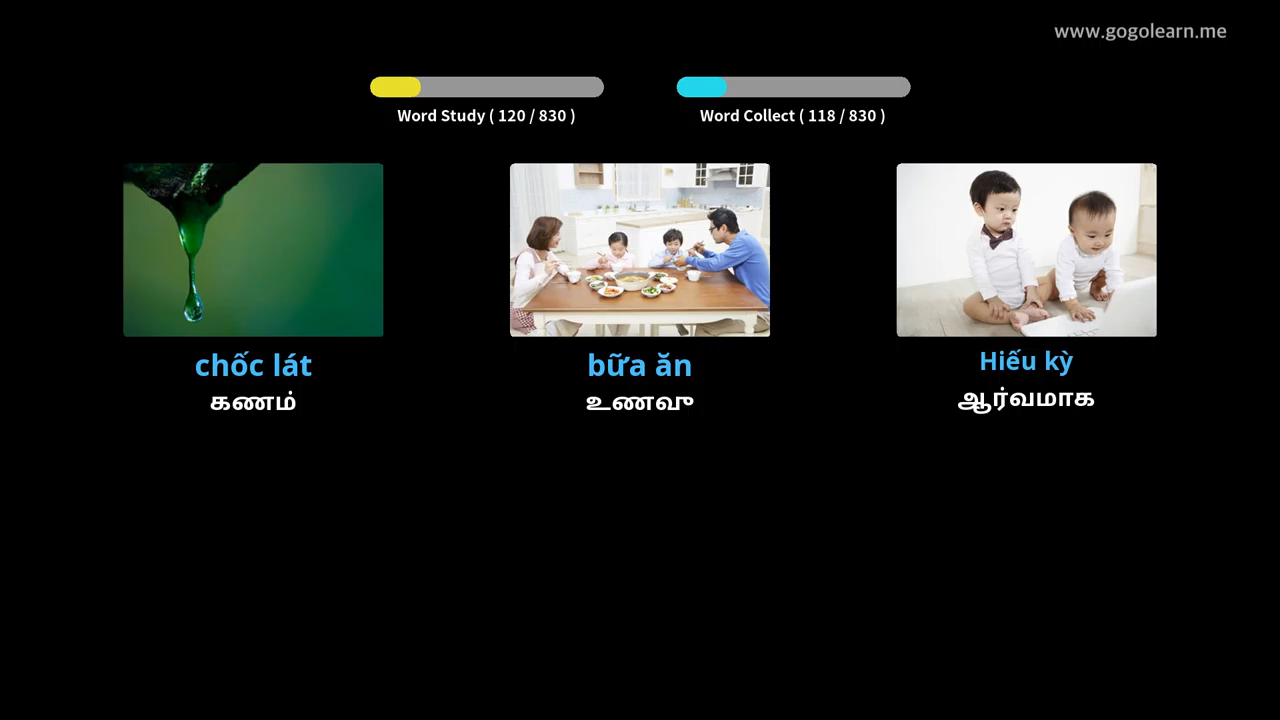 www.gogolearn.me
Word Study ( 120 / 830 )
Word Collect ( 118 / 830 )
chốc lát
கணம்
bữa ăn
உணவு
Hiếu kỳ
ஆர்வமாக